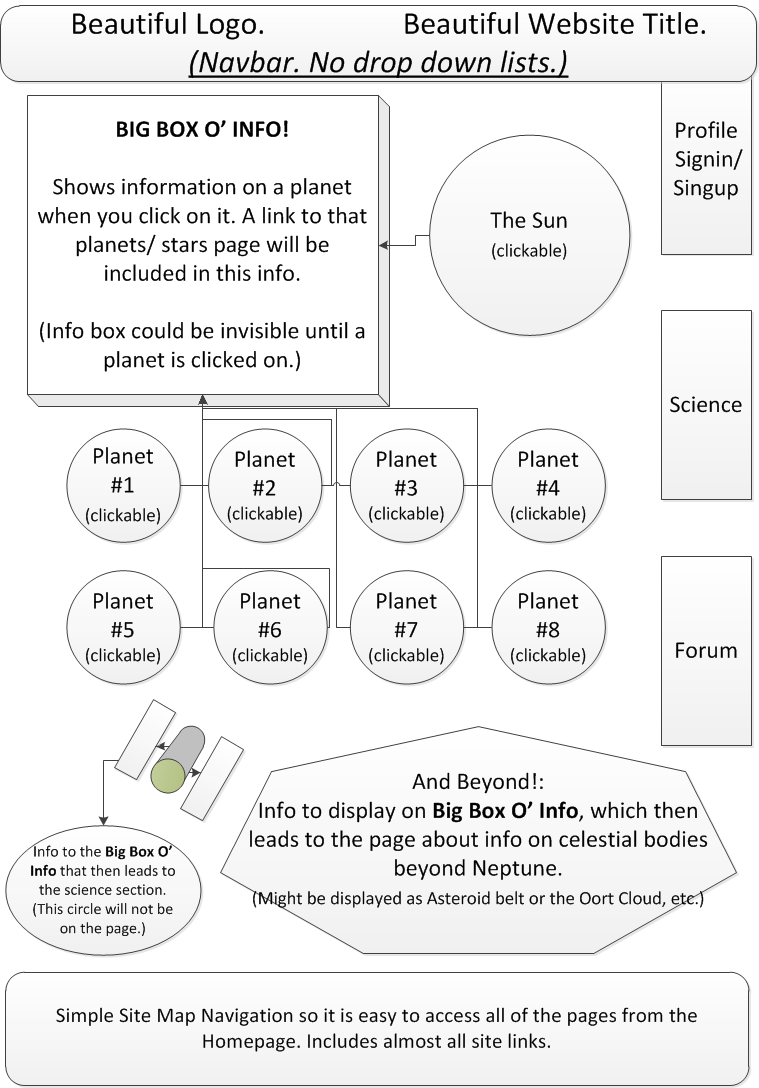 Beautiful Logo. Beautiful Website Title.
(Navbar. No drop down lists.)
BIG BOX O’ INFO!
Shows information on a planet
when you click on it. A link to that
planets/ stars page will be
included in this info.
(Info box could be invisible until a
planet is clicked on.)
The Sun
(clickable)
Profile
Signin/
Singup
Science
Planet
#1
(clickable)
Planet
#2
(clickable)
Planet
#3
(clickable)
Planet
#4
(clickable)
Planet
#5
(clickable)
Planet
#6
(clickable)
Planet
#7
(clickable)
Planet
#8
(clickable)
Forum
And Beyond!:
Info to display on Big Box O’ Info, which then
leads to the page about info on celestial bodies
beyond Neptune.
(Might be displayed as Asteroid belt or the Oort Cloud, etc.)
Info to the Big Box O’
Info that then leads to
the science section.
(This circle will not be
on the page.)
Simple Site Map Navigation so it is easy to access all of the pages from the
Homepage. Includes almost all site links.